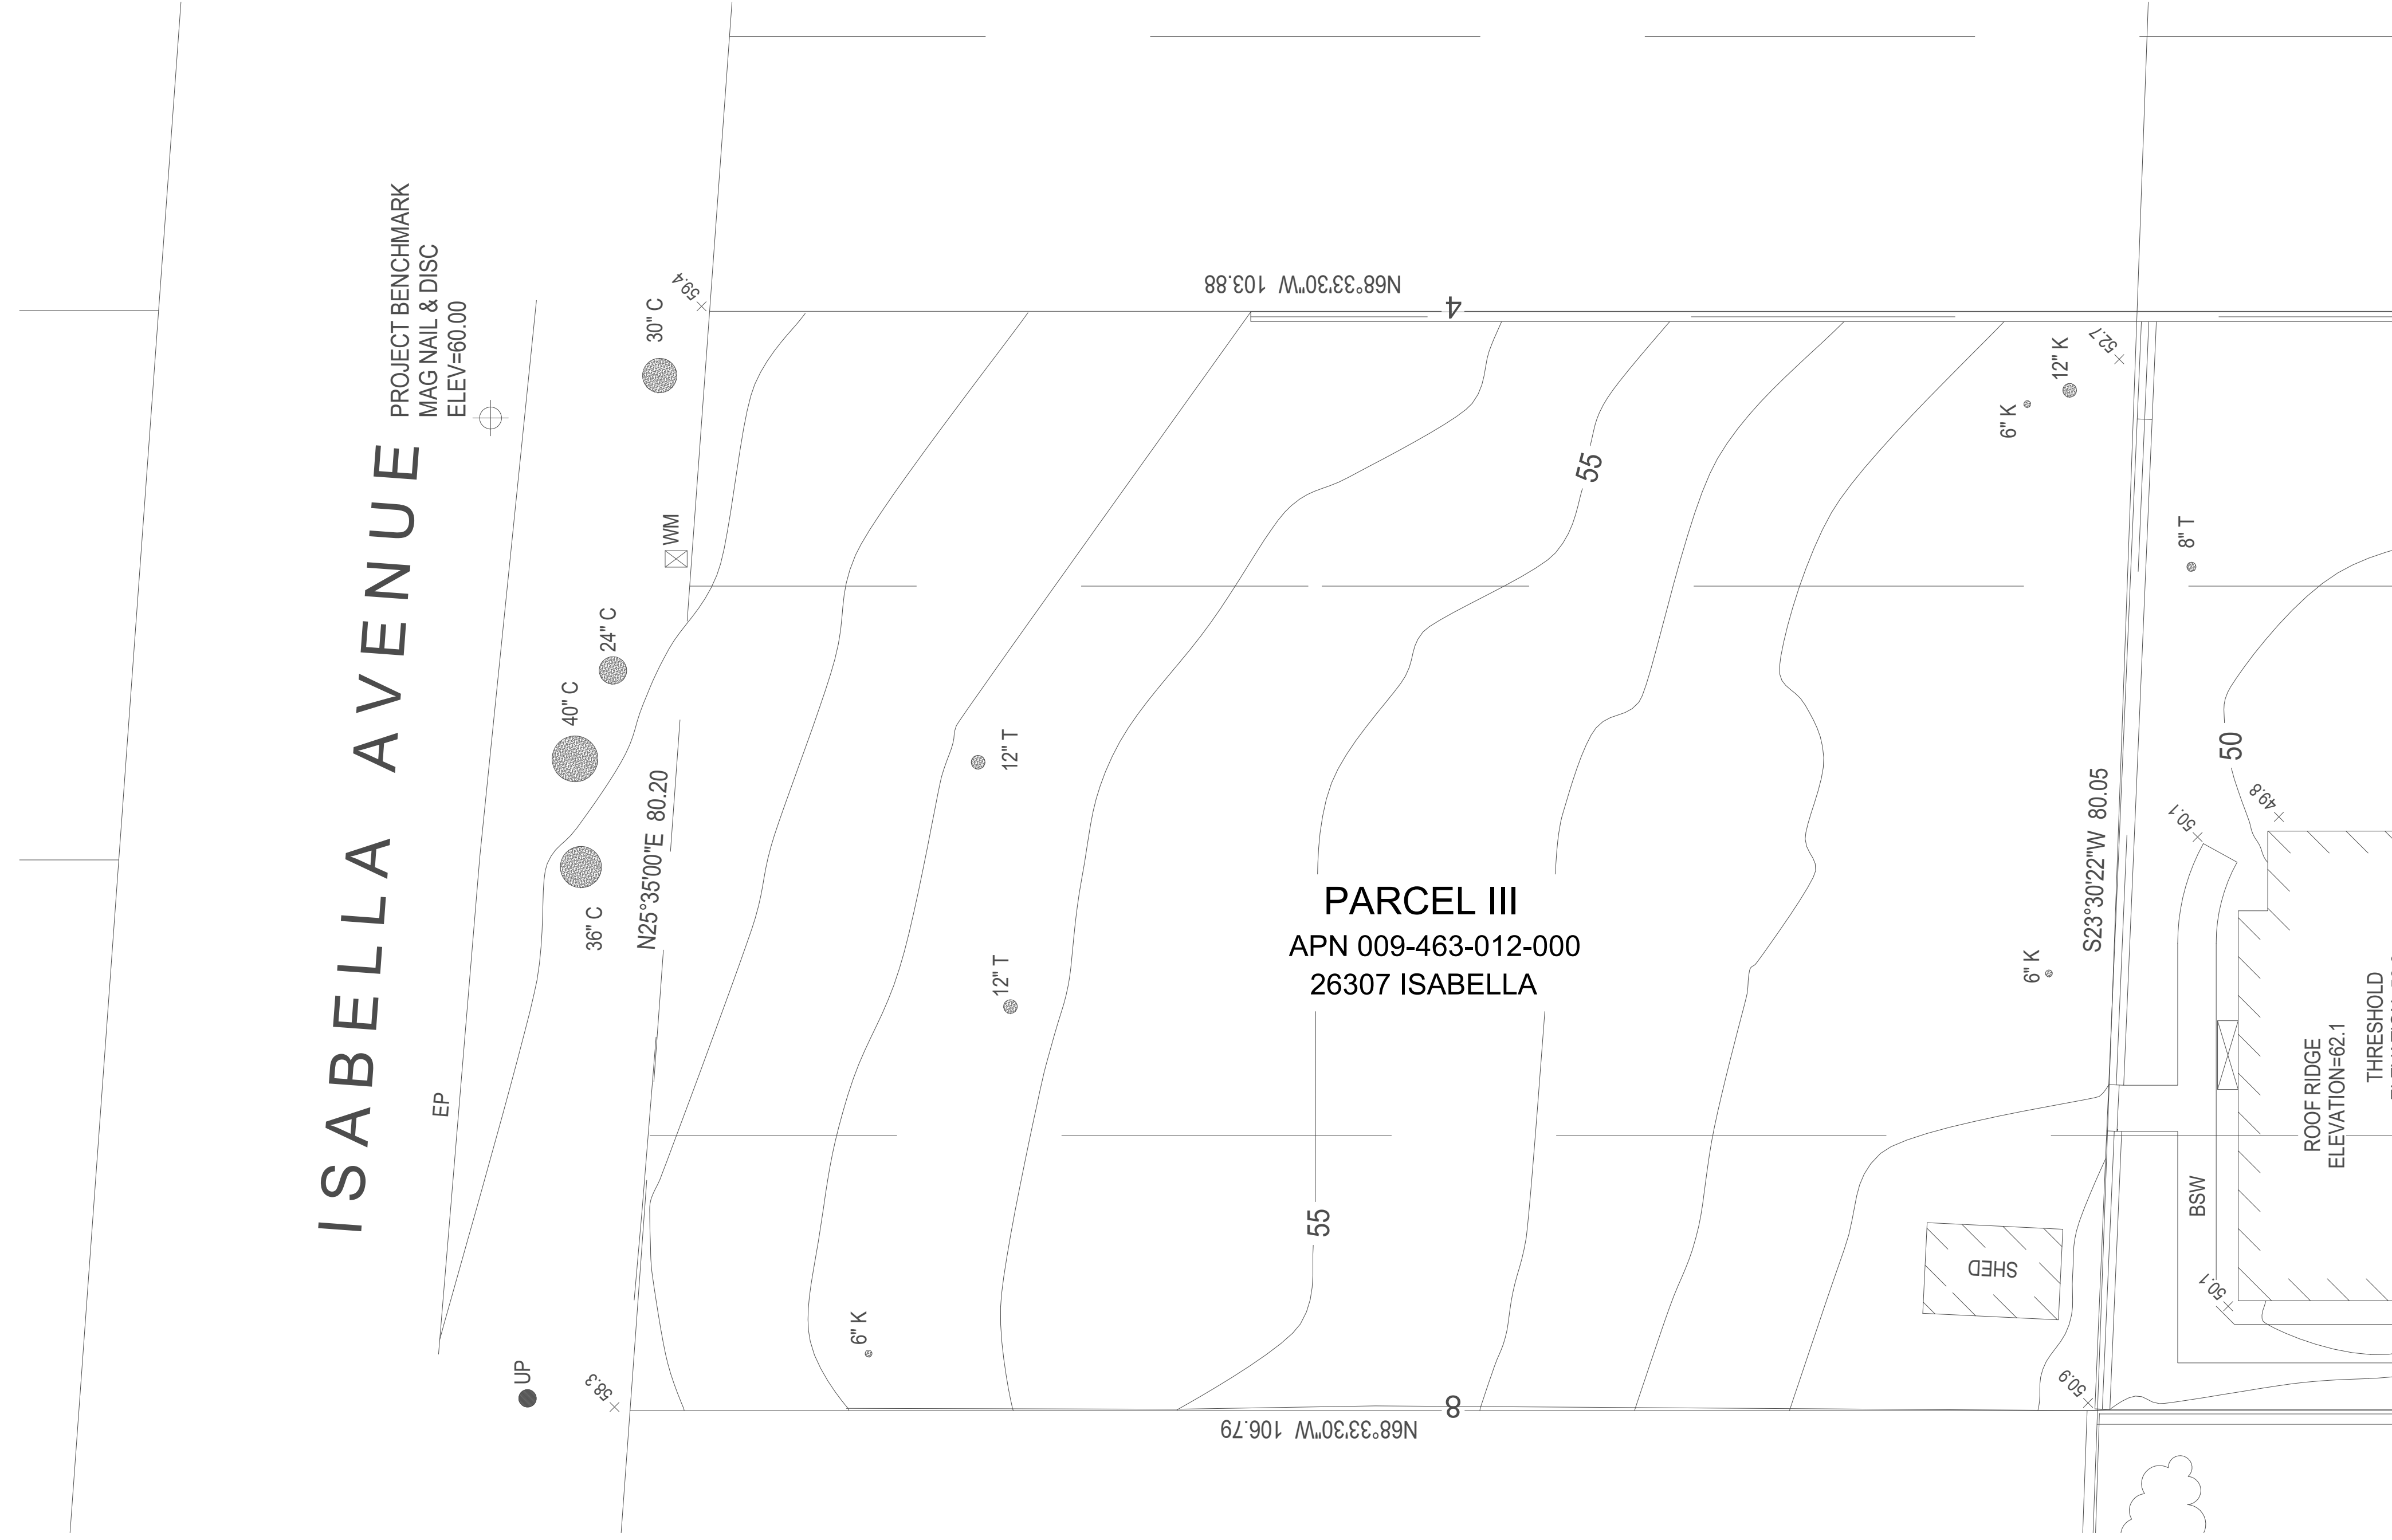 ISABELLA AVENUE
PROJECT BENCHMARK
MAG NAIL & DISC
ELEV=60.00
EP
UP
58.3
36" C
40" C
24" C
30" C
59.4
WM
N25°35'00"E 80.20
N68°33'30"W 103.88
4
12" T
12" T
6" K
55
55
PARCEL III
APN 009-463-012-000
26307 ISABELLA
N68°33'30"W 106.79
8
6" K
12" K
52.7
6" K
S23°30'22"W 80.05
SHED
50.9
8" T
50
50.1
49.8
BSW
50.1
ROOF RIDGE
ELEVATION=62.1
THRESHOLD